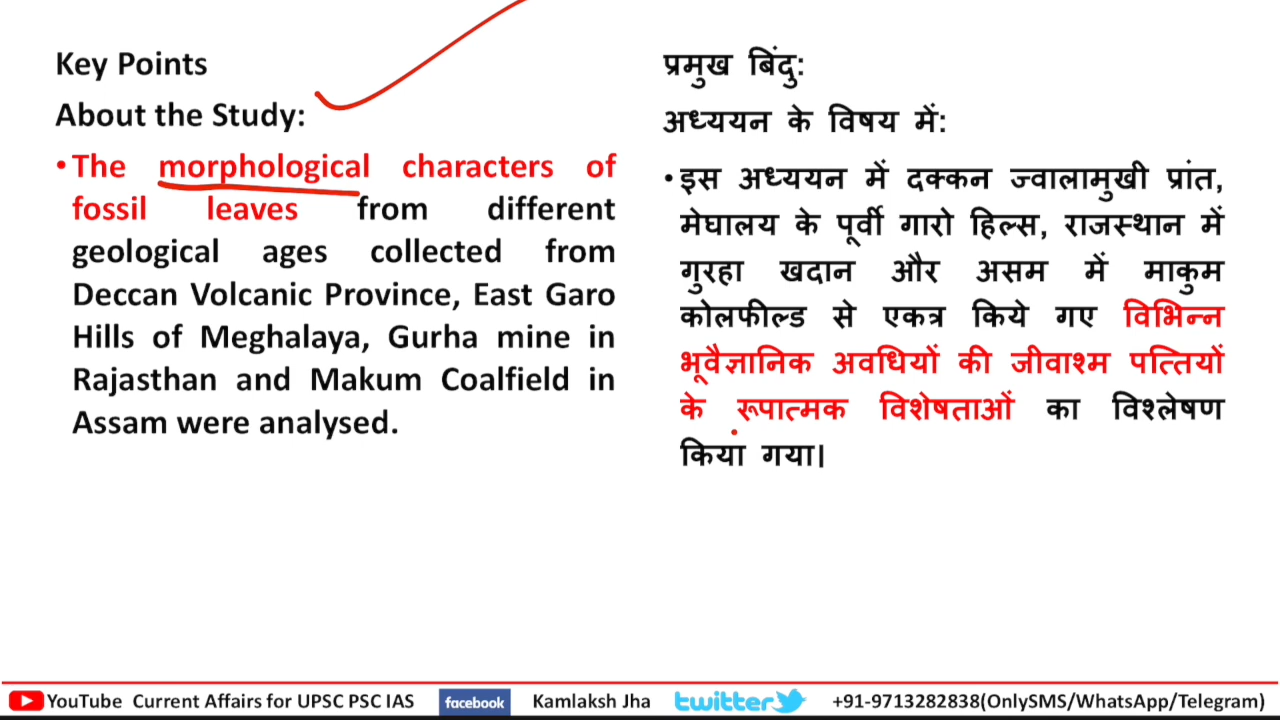 Key Points
About the Study:
• The morphological characters of
fossil leaves from different
geological ages collected from
Deccan Volcanic Province, East Garo
Hills of Meghalaya, Gurha mine in
Rajasthan and Makum Coalfield in
Assam were analysed.
प्रमुख बिंदु:
अध्ययन के विषय में:
• इस अध्ययन में दक्कन ज्वालामुखी प्रांत,
मेघालय के पूर्वी गारो हिल्स, राजस्थान में
गुरहा खदान और असम में माकुम
कोलफील्ड से एकत्र किये गए विभिन्न
भूवैज्ञानिक अवधियों की जीवाश्म पत्तियों
के रूपात्मक विशेषताओं का विश्लेषण
किया गया।
YouTube Current Affairs for UPSC PSC IAS facebook Kamlaksh Jha twitter +91-9713282838(OnlySMS/WhatsApp/Telegram)